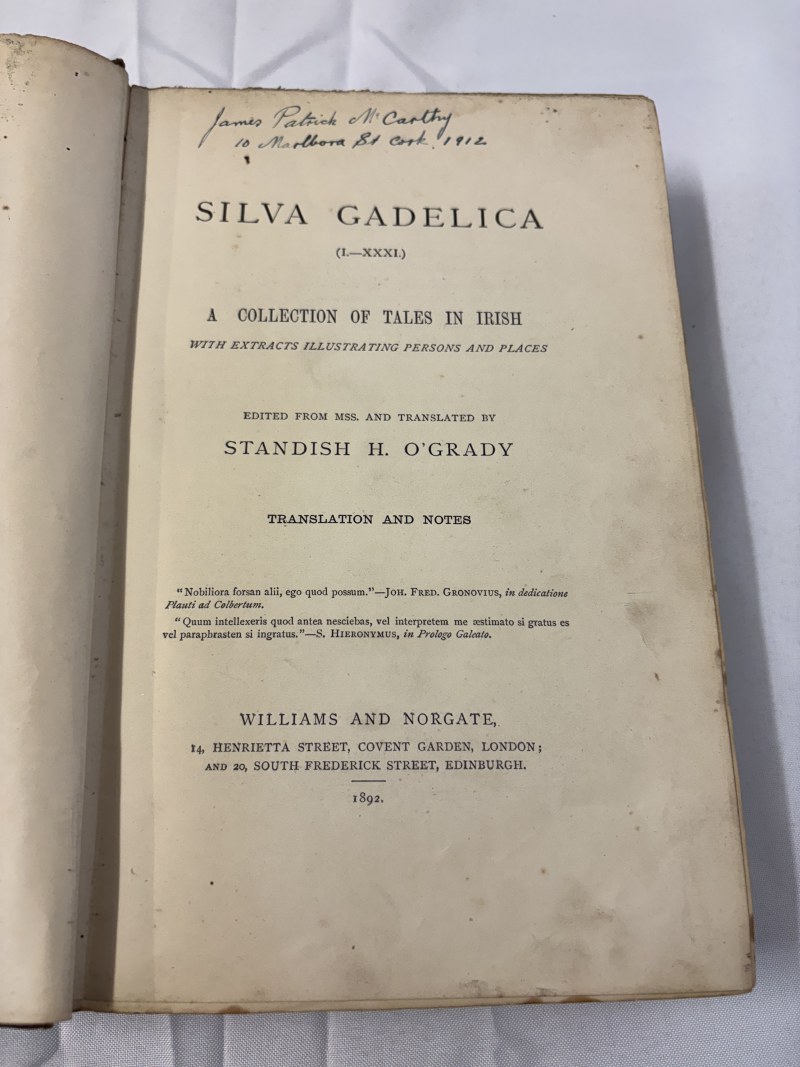 James Patrick McCarthy
10 Marlboro St Cork. 1912
SILVA GADELICA
(I.—XXXI.)
A COLLECTION OF TALES IN IRISH
WITH EXTRACTS ILLUSTRATING PERSONS AND PLACES
EDITED FROM MSS. AND TRANSLATED BY
STANDISH H. O'GRADY
TRANSLATION AND NOTES
"Nobiliora forsan alii, ego quod possum."—JOH. FRED. GRONOVIUS, in dedicatione
Plauti ad Colbertum.
"Quum intellexeris quod antea nesciebas, vel interpretem me æstimato si gratus es
vel paraphrasten si ingratus."—S. HIERONYMUS, in Prologo Galeato.
WILLIAMS AND NORGATE,
14, HENRIETTA STREET, COVENT GARDEN, LONDON;
AND 20, SOUTH FREDERICK STREET, EDINBURGH.
1892.